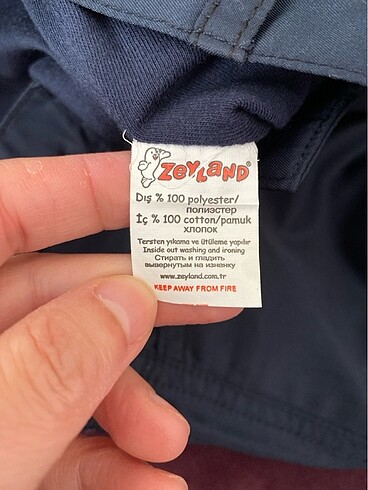 ZEYLAND®
Dış % 100 polyester/
полиэстер
İç % 100 cotton/pamuk
хлопок
Tersten yıkama ve ütüleme yapılır
Inside out washing and ironing
Стирать и гладить
вывернутым на изненку
www.zeyland.com.tr
KEEP AWAY FROM FIRE